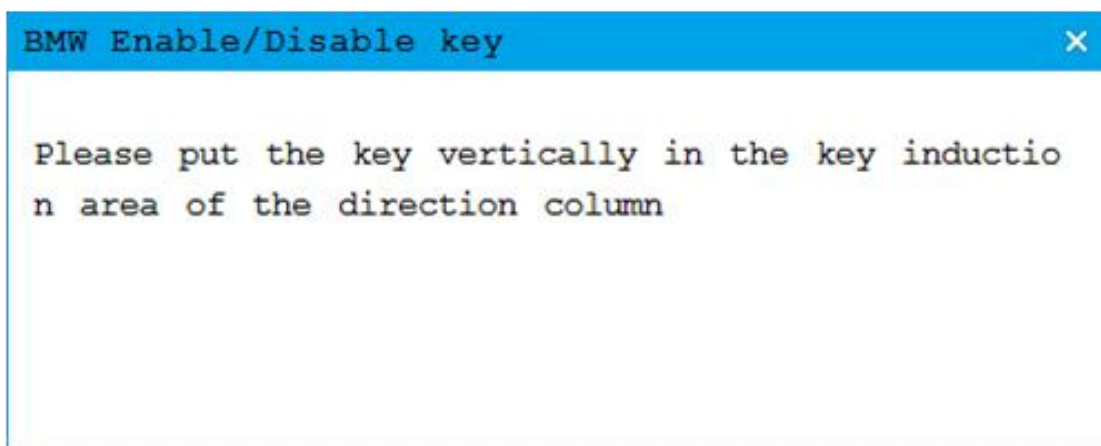 BMW Enable/Disable key
Please put the key vertically in the key inductio
n area of the direction column